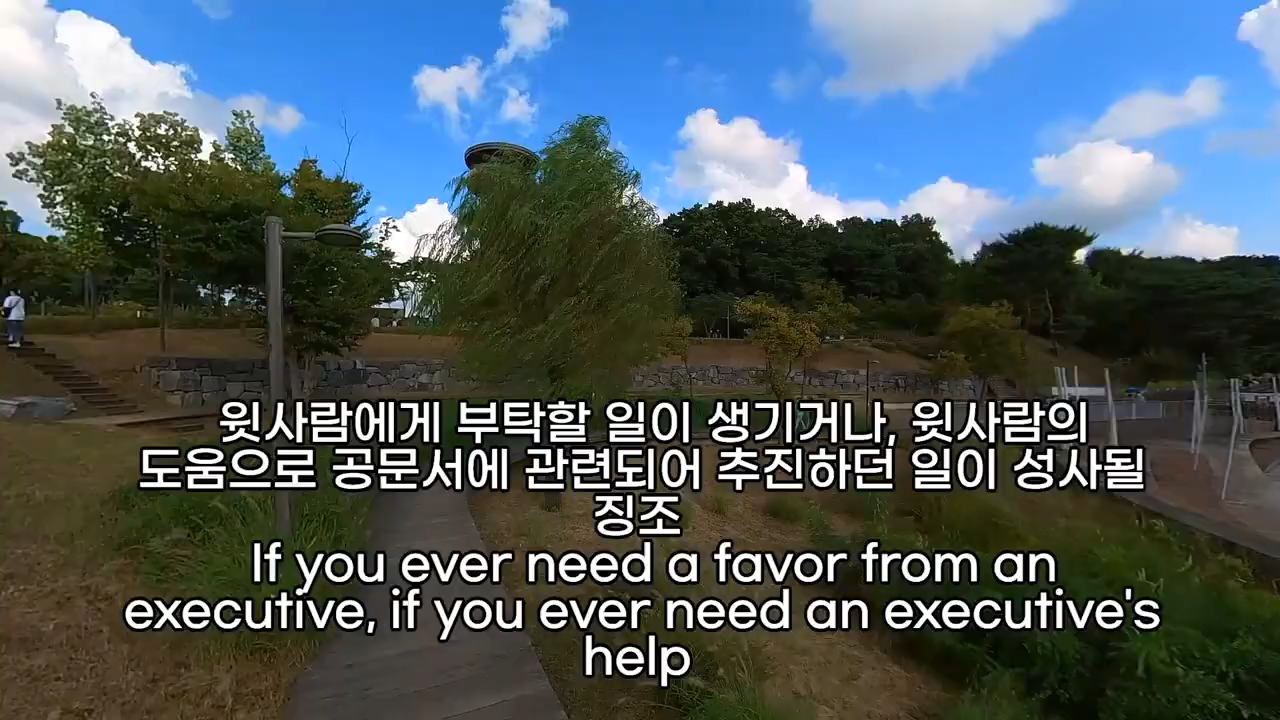 윗사람에게 부탁할 일이 생기거나, 윗사람의
도움으로 공문서에 관련되어 추진하던 일이 성사될
징조
If you ever need a favor from an
executive, if you ever need an executive's
help